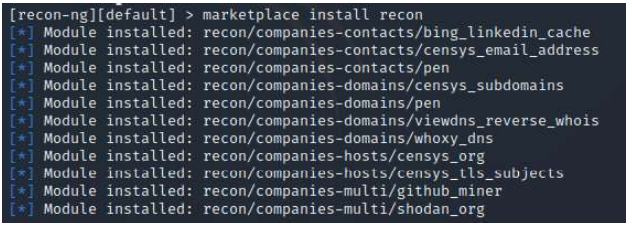 [recon-ng][default] > marketplace install recon
[*] Module installed: recon/companies-contacts/bing_linkedin_cache
[*] Module installed: recon/companies-contacts/censys_email_address
[*] Module installed: recon/companies-contacts/pen
[*] Module installed: recon/companies-domains/censys_subdomains
[*] Module installed: recon/companies-domains/pen
[*] Module installed: recon/companies-domains/viewdns_reverse_whois
[*] Module installed: recon/companies-domains/whoxy_dns
[*] Module installed: recon/companies-hosts/censys_org
[*] Module installed: recon/companies-hosts/censys_tls_subjects
[*] Module installed: recon/companies-multi/github_miner
[*] Module installed: recon/companies-multi/shodan_org